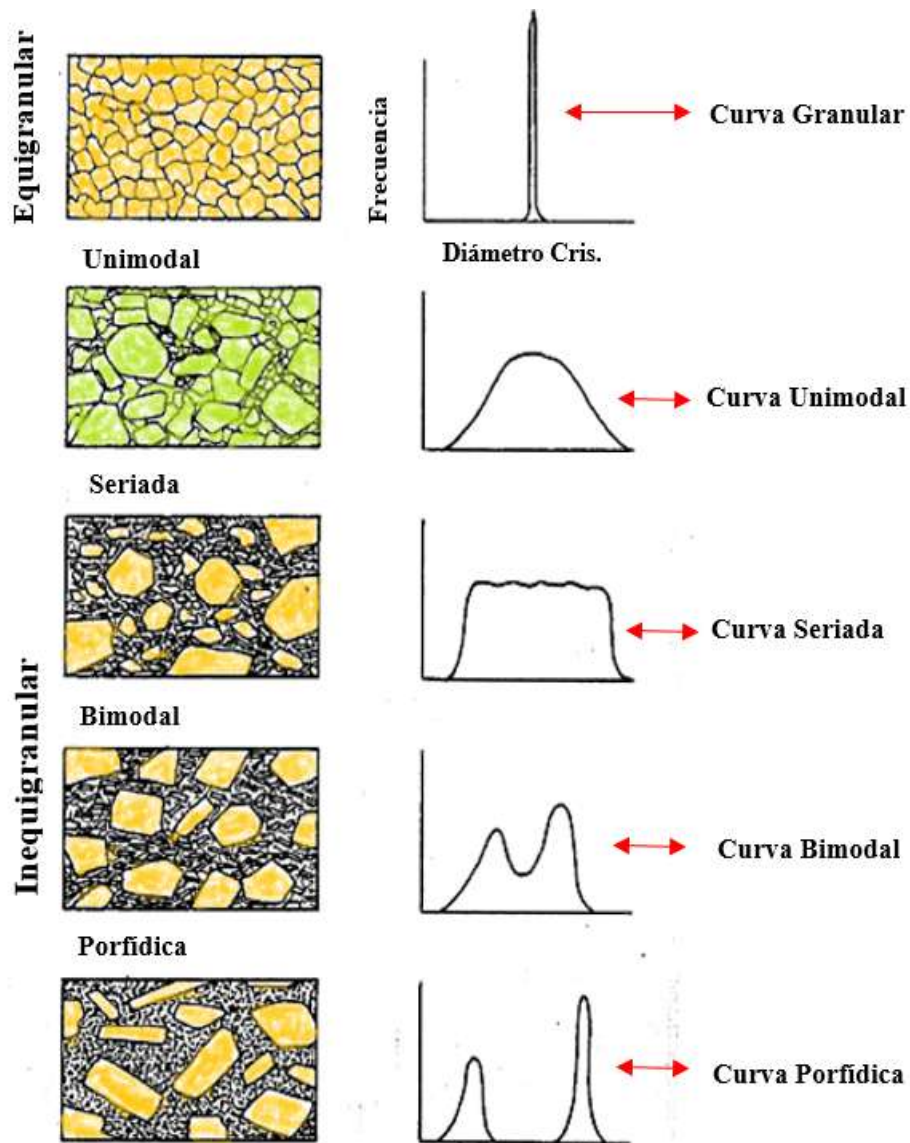 Equigranular
Frecuencia
Curva Granular
Diámetro Cris.
Unimodal
Curva Unimodal
Seriada
Curva Seriada
Inequigranular
Bimodal
Curva Bimodal
Porfídica
Curva Porfídica